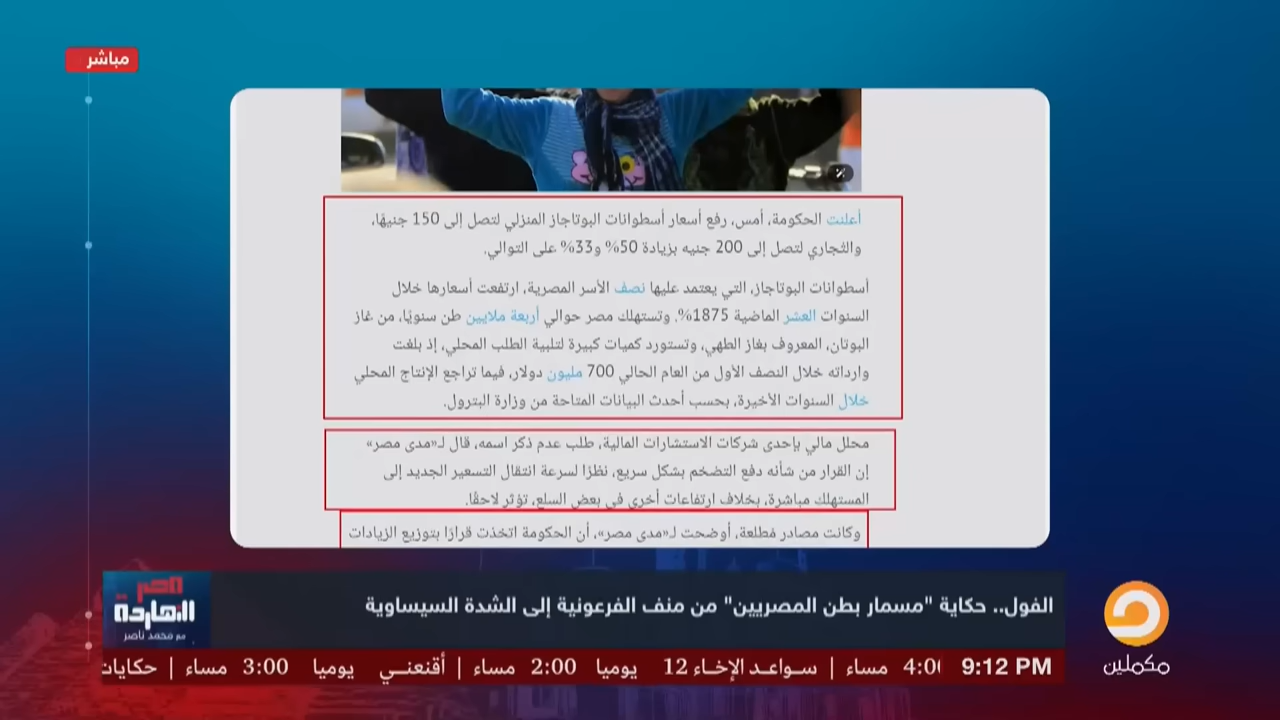 مباشر
أعلنت الحكومة، أمس، رفع أسعار أسطوانات البوتاجاز المنزلي لتصل إلى 150 جنيهًا،
والتجاري لتصل إلى 200 جنيه بزيادة 50% و33% على التوالي.
أسطوانات البوتاجاز، التي يعتمد عليها نصف الأسر المصرية، ارتفعت أسعارها خلال
السنوات العشر الماضية 1875%. وتستهلك مصر حوالي أربعة ملايين طن سنويًا، من غاز
البوتان، المعروف بغاز الطهي، وتستورد كميات كبيرة لتلبية الطلب المحلي، إذ بلغت
وارداته خلال النصف الأول من العام الحالي 700 مليون دولار، فيما تراجع الإنتاج المحلي
خلال السنوات الأخيرة، بحسب أحدث البيانات المتاحة من وزارة البترول.
محلل مالي بإحدى شركات الاستشارات المالية، طلب عدم ذكر اسمه، قال لـ«مدى مصر»
إن القرار من شأنه دفع التضخم بشكل سريع، نظرًا لسرعة انتقال التسعير الجديد إلى
المستهلك مباشرة، بخلاف ارتفاعات أخرى في بعض السلع، تؤثر لاحقًا.
وكانت مصادر مُطلعة، أوضحت لـ«مدى مصر»، أن الحكومة اتخذت قرارًا بتوزيع الزيادات
الفول.. حكاية "مسمار بطن المصريين" من منف الفرعونية إلى الشدة السيساوية
مصر
النهاردة
مع محمد ناصر
9:12 PM
4:00 مساء | سواعد الإخاء 12 يوميا 2:00 مساء | أقنعني يوميا 3:00 مساء | حكايات
مكملين